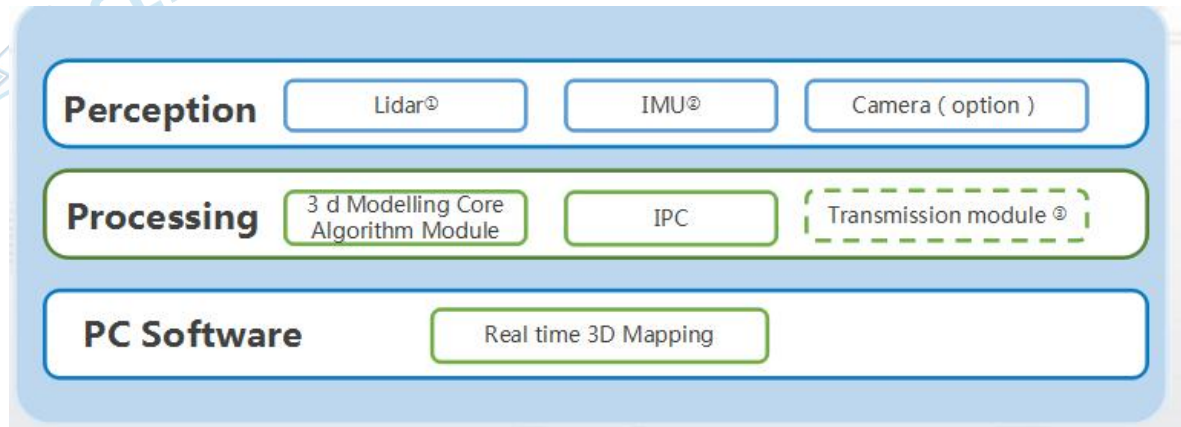 Perception
Lidar①
IMU②
Camera ( option )
Processing
3 d Modelling Core
Algorithm Module
IPC
Transmission module ③
PC Software
Real time 3D Mapping